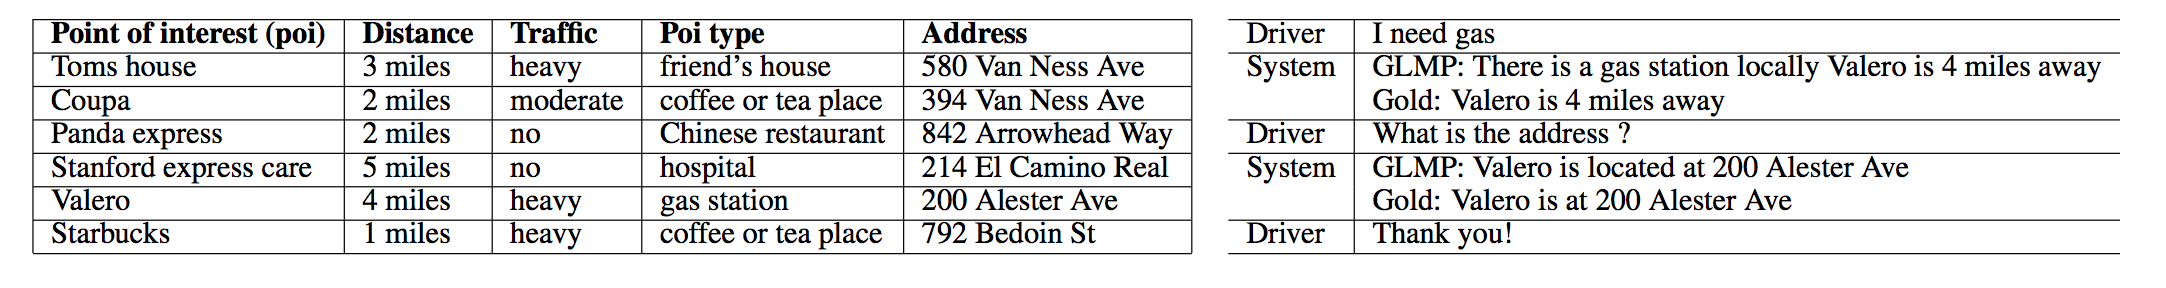 Point of interest (poi) Distance Traffic Poi type Address
Toms house 3 miles heavy friend's house 580 Van Ness Ave
Coupa 2 miles moderate coffee or tea place 394 Van Ness Ave
Panda express 2 miles no Chinese restaurant 842 Arrowhead Way
Stanford express care 5 miles no hospital 214 El Camino Real
Valero 4 miles heavy gas station 200 Alester Ave
Starbucks 1 miles heavy coffee or tea place 792 Bedoin St
Driver I need gas
System GLMP: There is a gas station locally Valero is 4 miles away
Gold: Valero is 4 miles away
Driver What is the address ?
System GLMP: Valero is located at 200 Alester Ave
Gold: Valero is at 200 Alester Ave
Driver Thank you!